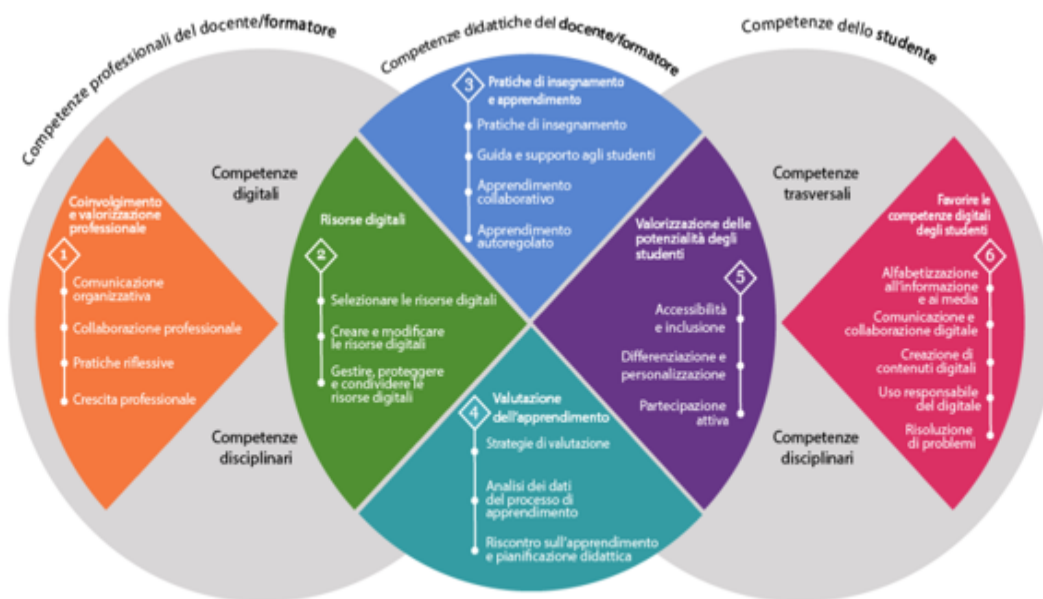 Competenze professionali del docente/formatore
Competenze didattiche del docente/formatore
Competenze dello studente
Competenze
digitali
Competenze
disciplinari
Coinvolgimento
e valorizzazione
professionale
1
Comunicazione
organizzativa
Collaborazione professionale
Pratiche riflessive
Crescita professionale
Risorse digitali
2
Selezionare le risorse digitali
Creare e modificare
le risorse digitali
Gestire, proteggere
e condividere le
risorse digitali
3
Pratiche di insegnamento
e apprendimento
Pratiche di insegnamento
Guida e supporto agli studenti
Apprendimento
collaborativo
Apprendimento
autoregolato
4
Valutazione
dell'apprendimento
Strategie di valutazione
Analisi dei dati
del processo di
apprendimento
Riscontro sull'apprendimento
e pianificazione didattica
Valorizzazione delle
potenzialità degli
studenti
5
Accessibilità
e inclusione
Differenziazione e
personalizzazione
Partecipazione
attiva
Competenze
trasversali
Competenze
disciplinari
Favorire le
competenze digitali
degli studenti
6
Alfabetizzazione
all'informazione
e ai media
Comunicazione e
collaborazione digitale
Creazione di
contenuti digitali
Uso responsabile
del digitale
Risoluzione
di problemi